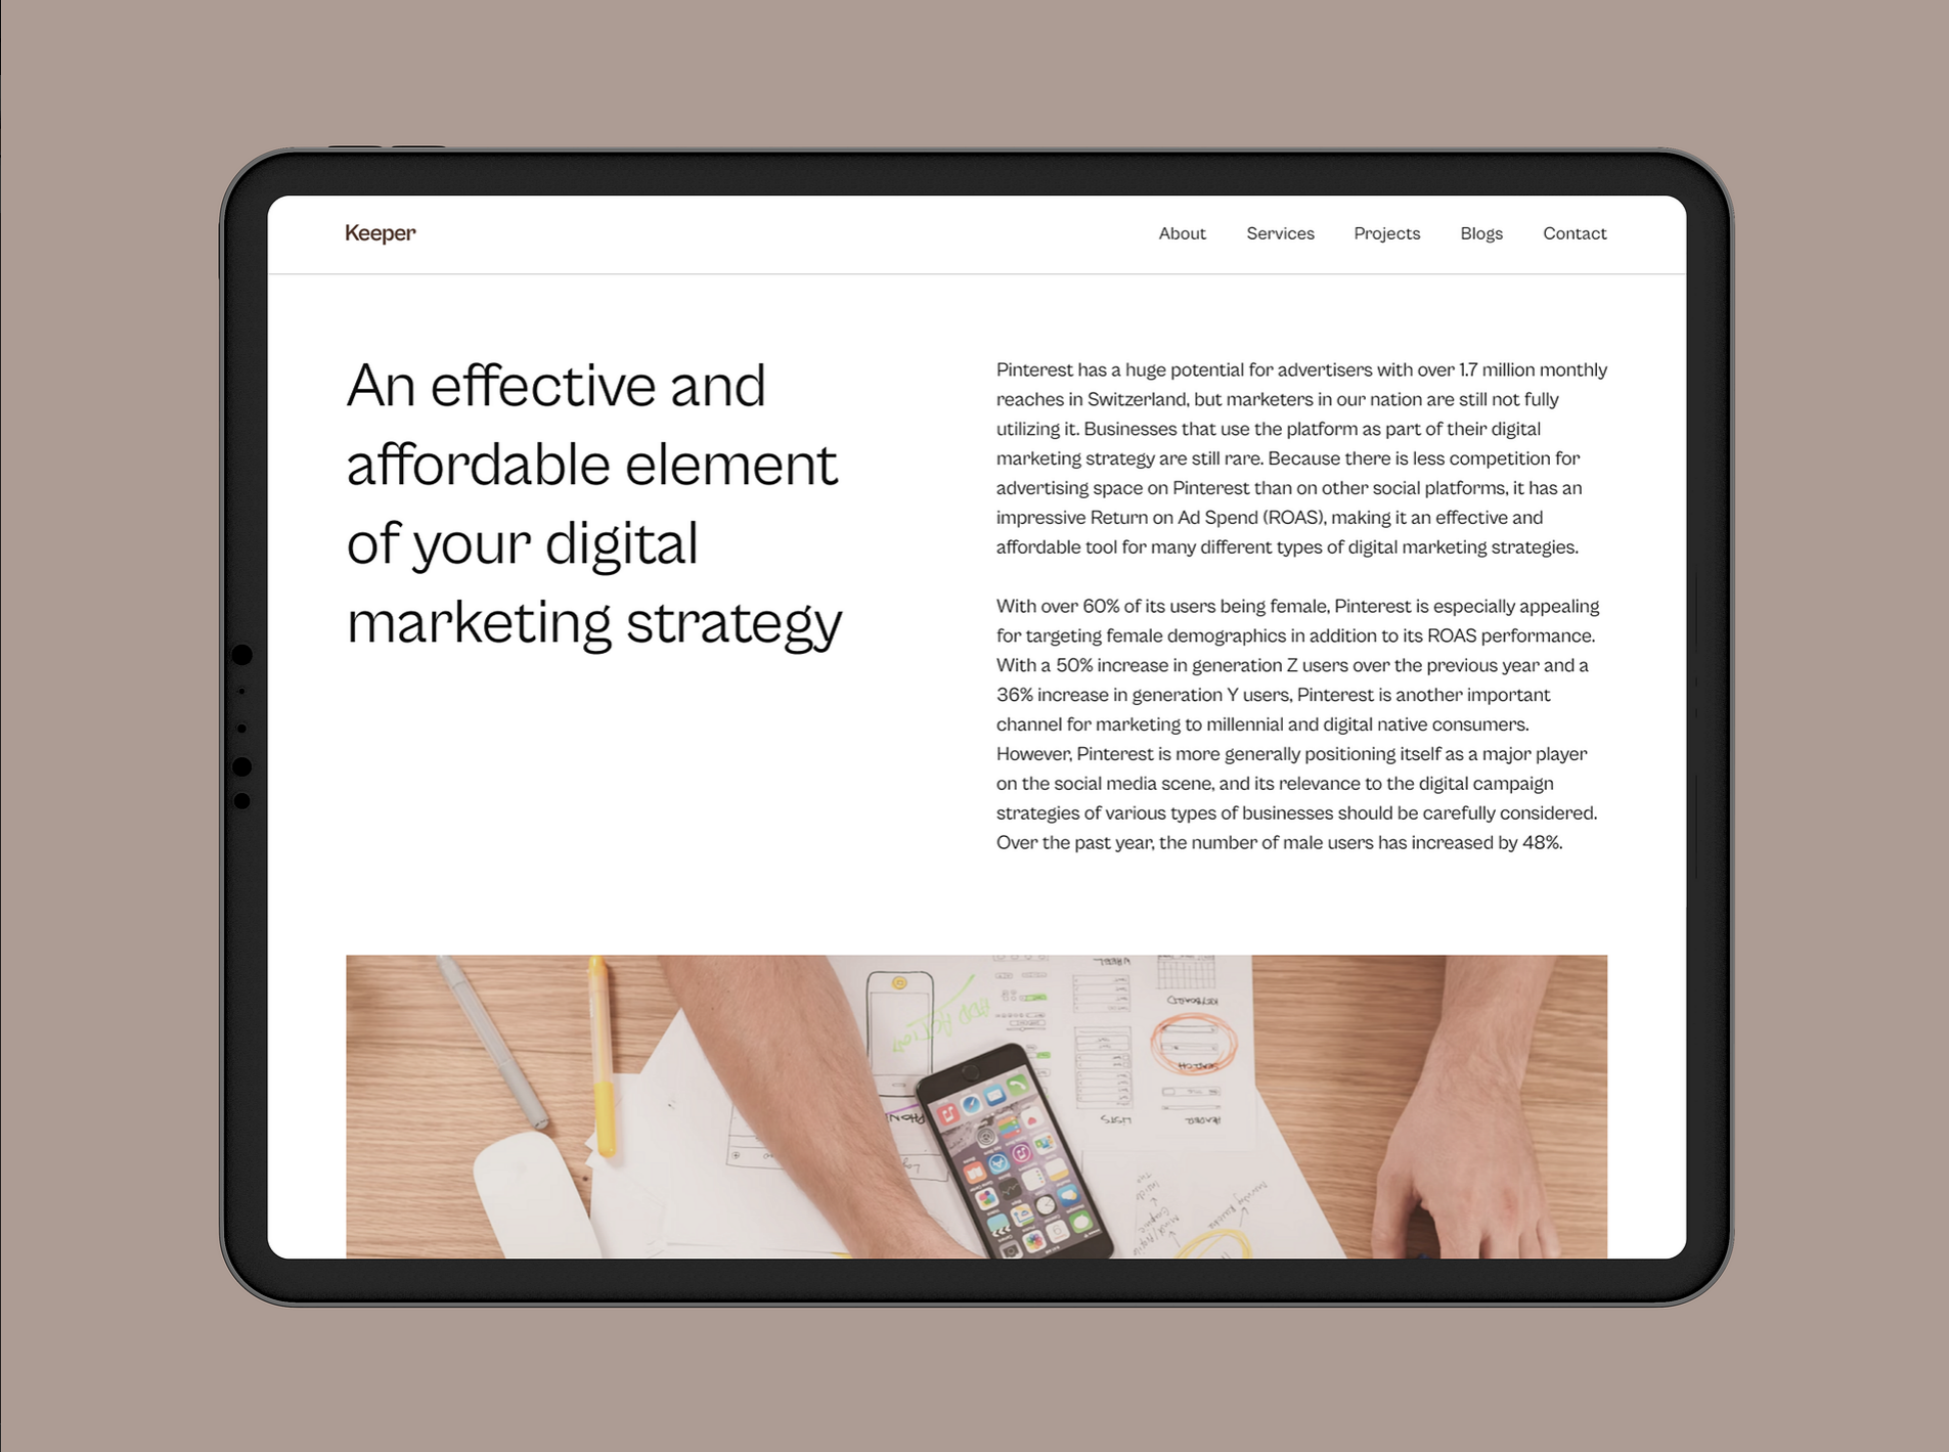 Keeper
About Services Projects Blogs Contact
An effective and
affordable element
of your digital
marketing strategy
Pinterest has a huge potential for advertisers with over 1.7 million monthly
reaches in Switzerland, but marketers in our nation are still not fully
utilizing it. Businesses that use the platform as part of their digital
marketing strategy are still rare. Because there is less competition for
advertising space on Pinterest than on other social platforms, it has an
impressive Return on Ad Spend (ROAS), making it an effective and
affordable tool for many different types of digital marketing strategies.
With over 60% of its users being female, Pinterest is especially appealing
for targeting female demographics in addition to its ROAS performance.
With a 50% increase in generation Z users over the previous year and a
36% increase in generation Y users, Pinterest is another important
channel for marketing to millennial and digital native consumers.
However, Pinterest is more generally positioning itself as a major player
on the social media scene, and its relevance to the digital campaign
strategies of various types of businesses should be carefully considered.
Over the past year, the number of male users has increased by 48%.
KEYBOARD
SEARCH
HEADER
LISTS